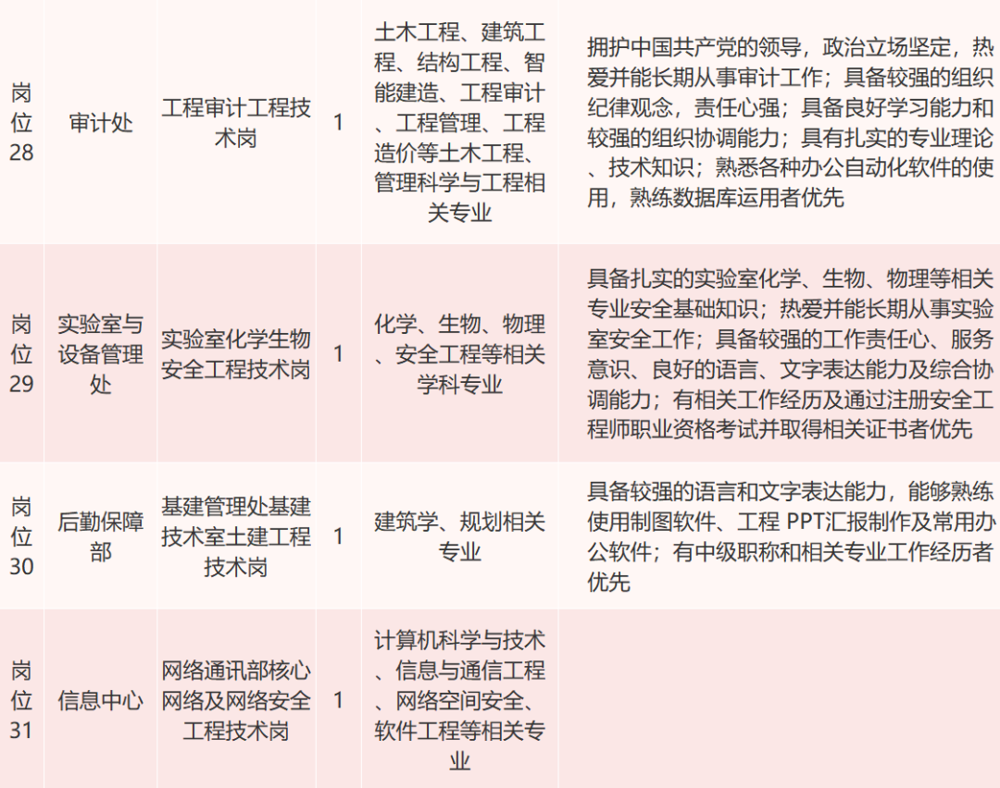 岗
位
28
审计处
工程审计工程技
术岗
1
土木工程、建筑工
程、结构工程、智
能建造、工程审计
、工程管理、工程
造价等土木工程、
管理科学与工程相
关专业
拥护中国共产党的领导，政治立场坚定，热
爱并能长期从事审计工作；具备较强的组织
纪律观念，责任心强；具备良好学习能力和
较强的组织协调能力；具有扎实的专业理论
、技术知识；熟悉各种办公自动化软件的使
用，熟练数据库运用者优先
岗
位
29
实验室与
设备管理
处
实验室化学生物
安全工程技术岗
1
化学、生物、物理
、安全工程等相关
学科专业
具备扎实的实验室化学、生物、物理等相关
专业安全基础知识；热爱并能长期从事实验
室安全工作；具备较强的工作责任心、服务
意识、良好的语言、文字表达能力及综合协
调能力；有相关工作经历及通过注册安全工
程师职业资格考试并取得相关证书者优先
岗
位
30
后勤保障
部
基建管理处基建
技术室土建工程
技术岗
1
建筑学、规划相关
专业
具备较强的语言和文字表达能力，能够熟练
使用制图软件、工程 PPT汇报制作及常用办
公软件；有中级职称和相关专业工作经历者
优先
岗
位
31
信息中心
网络通讯部核心
网络及网络安全
工程技术岗
1
计算机科学与技术
、信息与通信工程
、网络空间安全、
软件工程等相关专
业